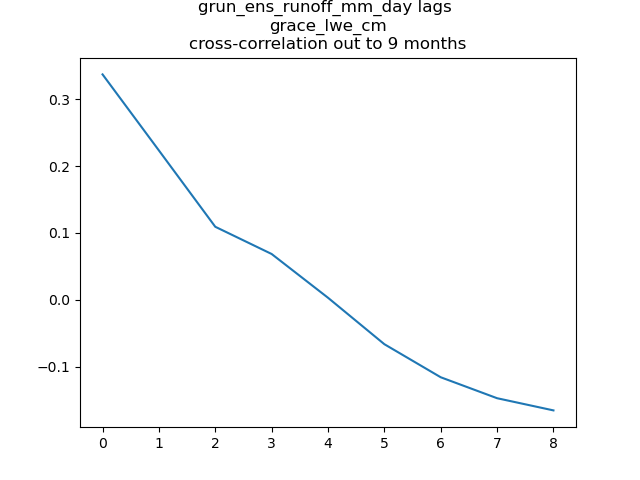 grun_ens_runoff_mm_day lags
grace_lwe_cm
cross-correlation out to 9 months
0.3
0.2
0.1
0.0
−0.1
0 1 2 3 4 5 6 7 8